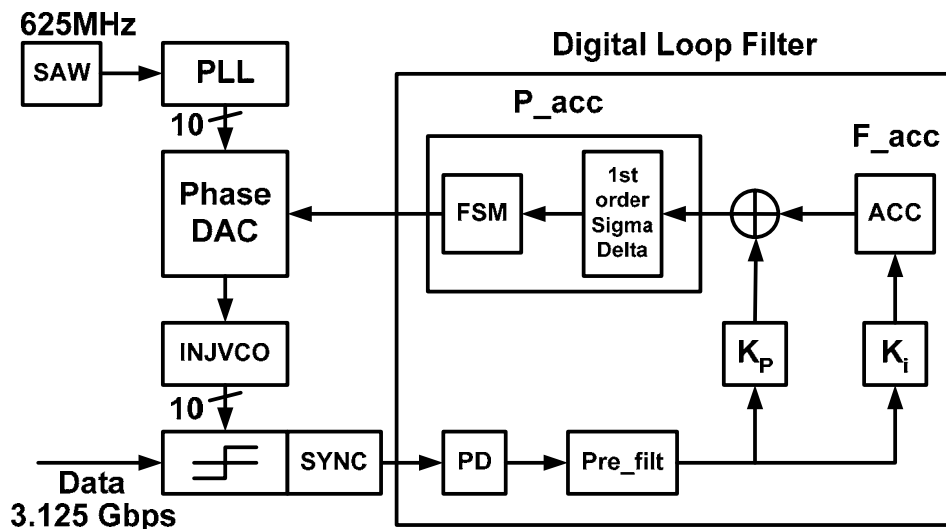 625MHz
SAW
PLL
10
Phase
DAC
INJVCO
10
Data
3.125 Gbps
SYNC
Digital Loop Filter
P_acc
FSM
1st
order
Sigma
Delta
F_acc
ACC
KP
Ki
PD
Pre_filt